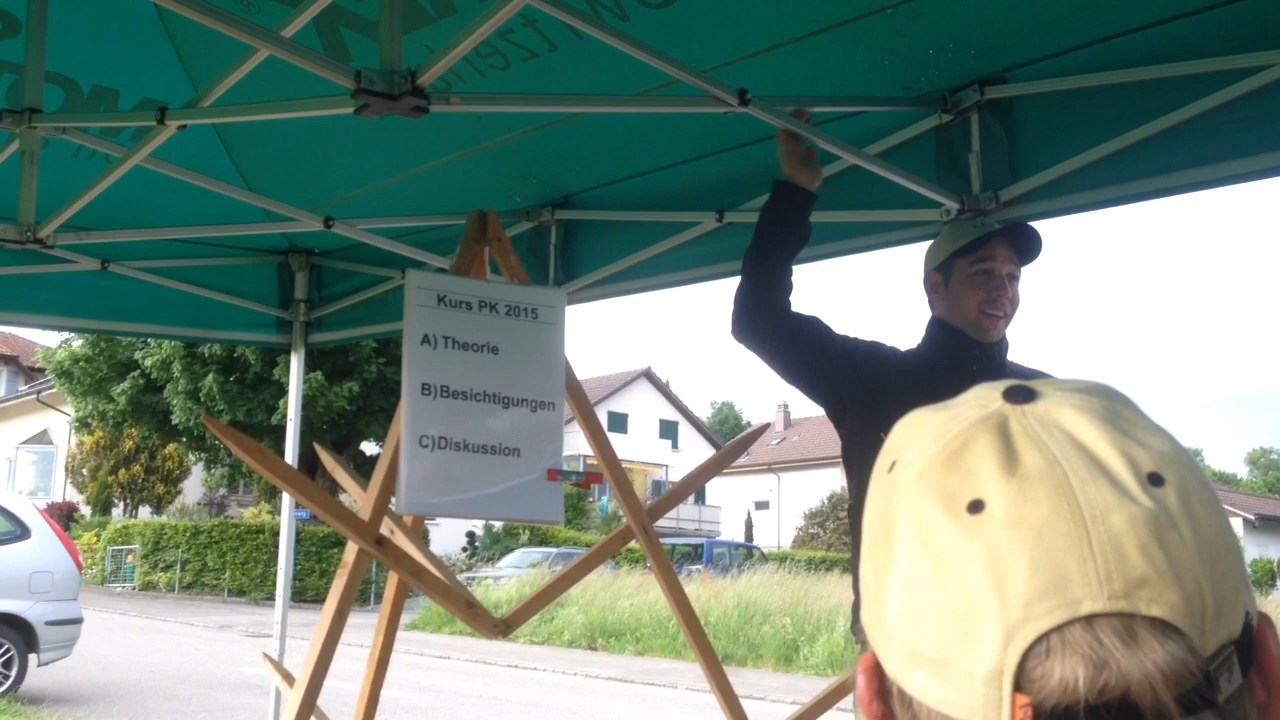 Kurs PK 2015
A) Theorie
B)Besichtigungen
C)Diskussion